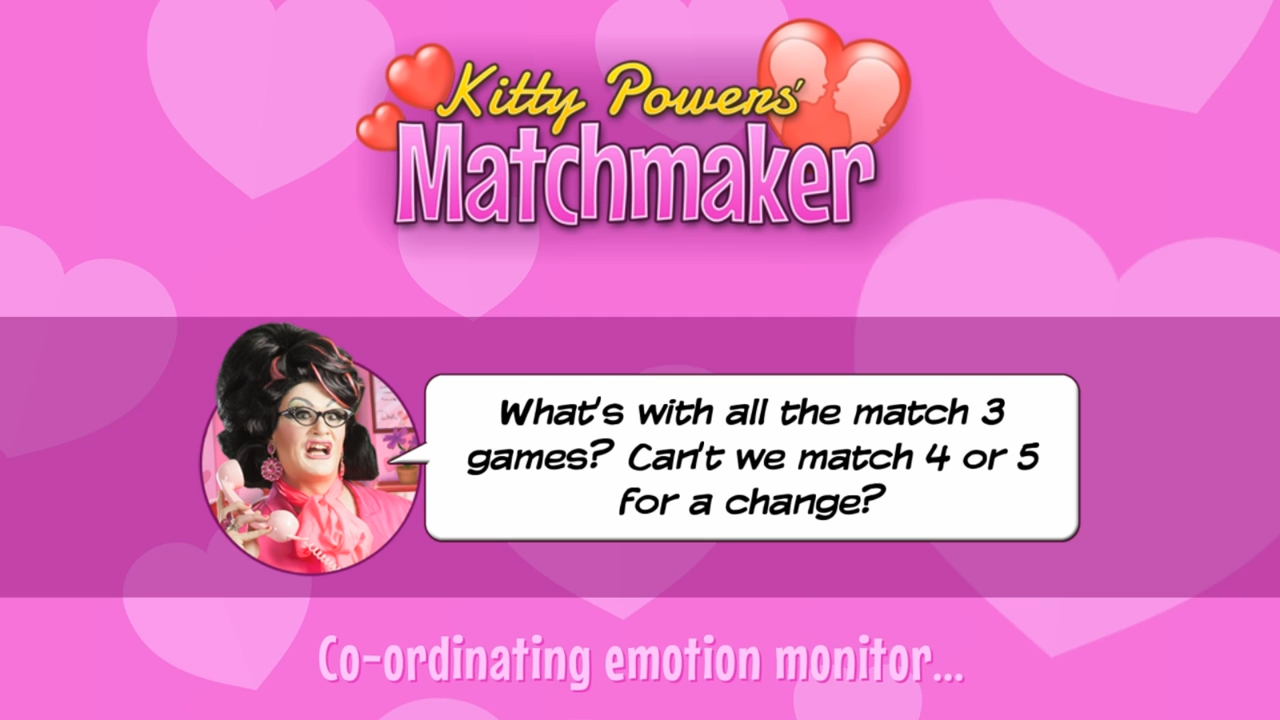 Kitty Powers'
Matchmaker
What's with all the match 3
games? Can't we match 4 or 5
for a change?
Co-ordinating emotion monitor...